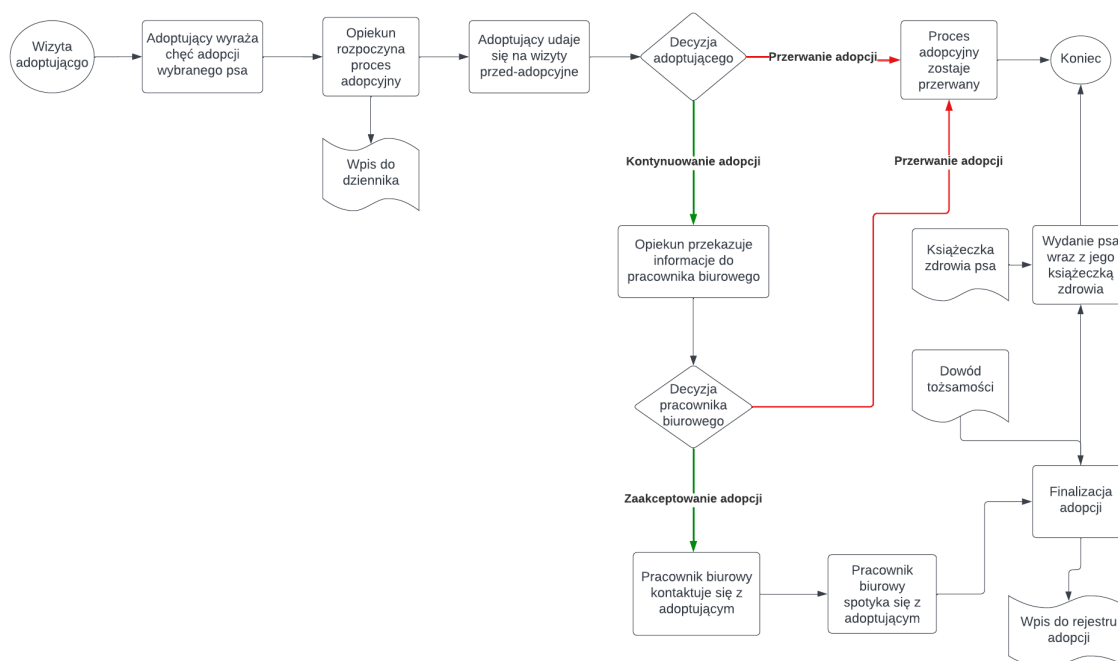 Wizyta
adoptującgo
Adoptujący wyraża
chęć adopcji
wybranego psa
Opiekun
rozpoczyna
proces
adopcyjny
Adoptujący udaje
się na wizyty
przed-adopcyjne
Decyzja
adoptującego
Przerwanie adopcji
Proces
adopcyjny
zostaje
przerwany
Koniec
Wpis do
dziennika
Kontynuowanie adopcji
Przerwanie adopcji
Opiekun przekazuje
informacje do
pracownika biurowego
Książeczka
zdrowia psa
Wydanie psa
wraz z jego
książeczką
zdrowia
Decyzja
pracownika
biurowego
Dowód
tożsamości
Zaakceptowanie adopcji
Finalizacja
adopcji
Pracownik biurowy
kontaktuje się z
adoptującym
Pracownik
biurowy
spotyka się z
adoptującym
Wpis do rejestru
adopcji